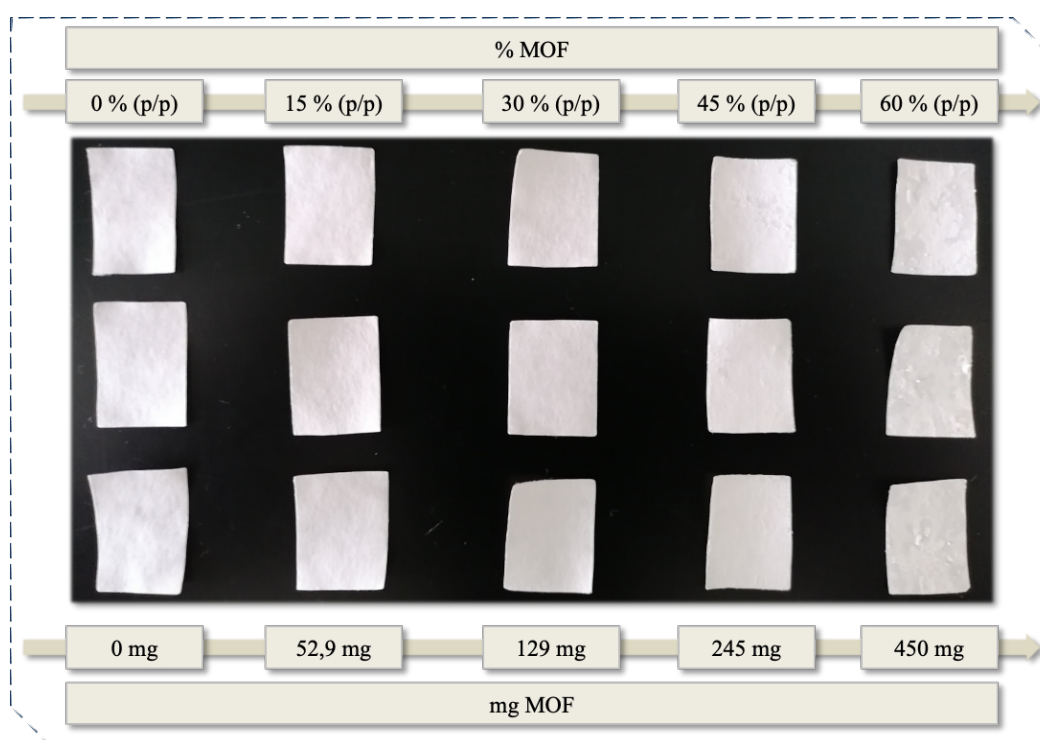 % MOF
0 % (p/p) 15 % (p/p) 30 % (p/p) 45 % (p/p) 60 % (p/p)
0 mg 52,9 mg 129 mg 245 mg 450 mg
mg MOF